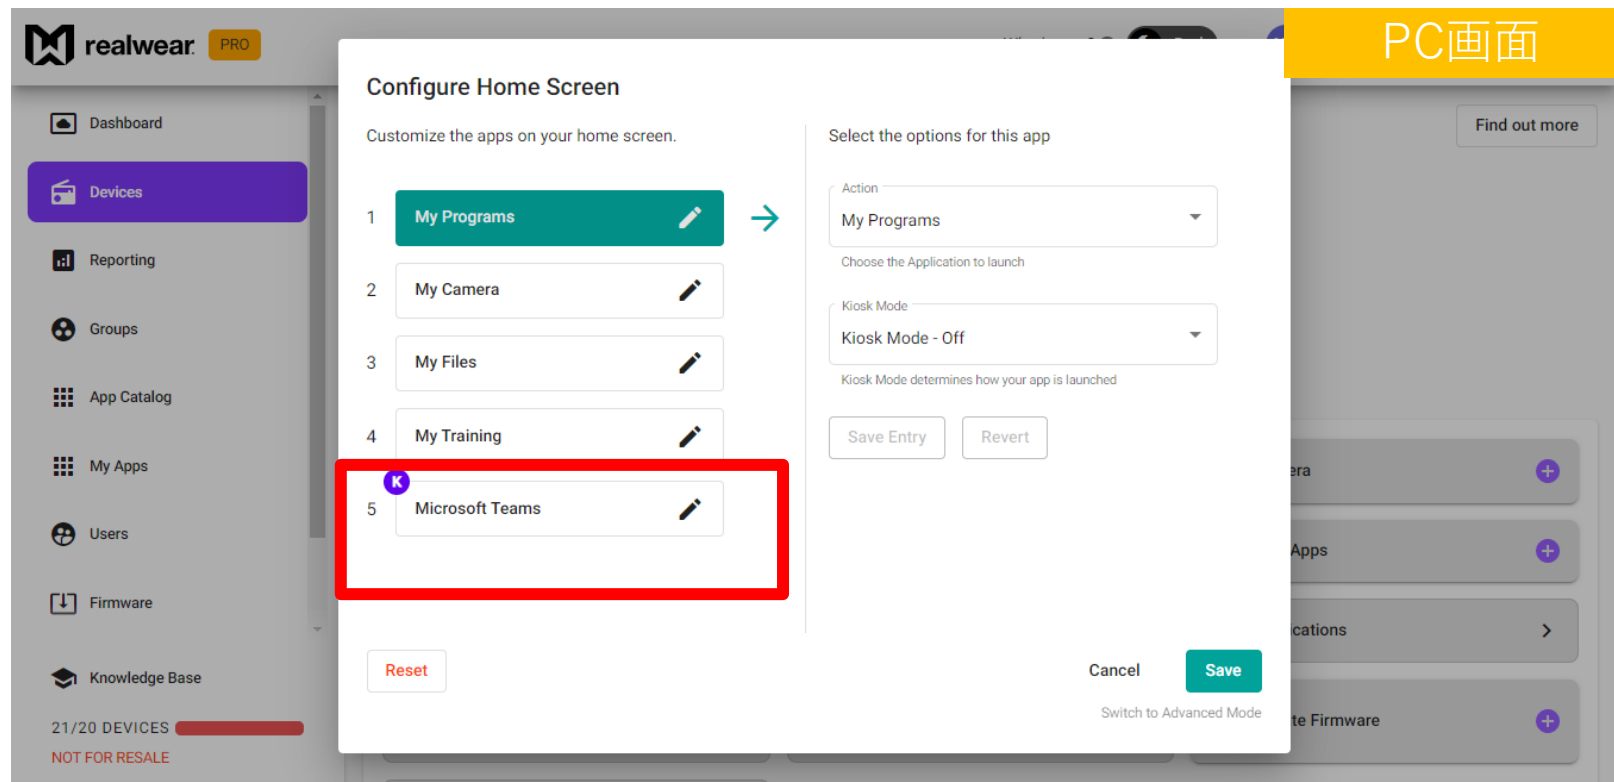 realwear
PRO
PC画面
Dashboard
Devices
Reporting
Groups
App Catalog
My Apps
Users
Firmware
Knowledge Base
21/20 DEVICES
NOT FOR RESALE
Configure Home Screen
Customize the apps on your home screen.
1 My Programs
2 My Camera
3 My Files
4 My Training
K
5 Microsoft Teams
Reset
Select the options for this app
Action
My Programs
Choose the Application to launch
Kiosk Mode
Kiosk Mode - Off
Kiosk Mode determines how your app is launched
Save Entry Revert
Cancel Save
Switch to Advanced Mode
Find out more
era
Apps
ications
te Firmware